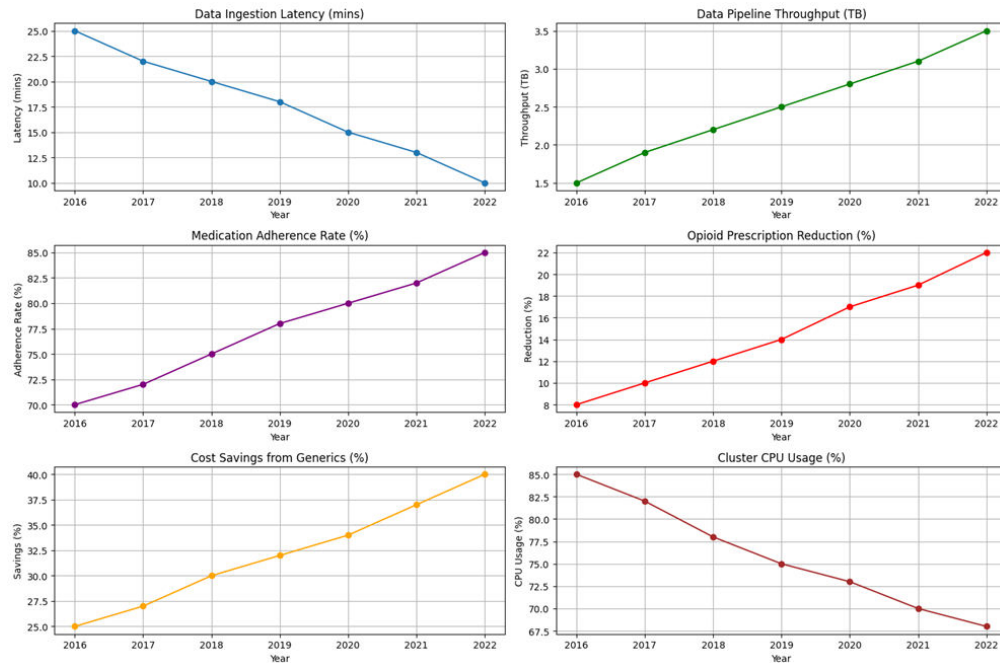 Data Ingestion Latency (mins)
Latency (mins)
25.0
22.5
20.0
17.5
15.0
12.5
10.0
2016 2017 2018 2019 2020 2021 2022
Year
Data Pipeline Throughput (TB)
Throughput (TB)
3.5
3.0
2.5
2.0
1.5
2016 2017 2018 2019 2020 2021 2022
Year
Medication Adherence Rate (%)
Adherence Rate (%)
85.0
82.5
80.0
77.5
75.0
72.5
70.0
2016 2017 2018 2019 2020 2021 2022
Year
Opioid Prescription Reduction (%)
Reduction (%)
22
20
18
16
14
12
10
8
2016 2017 2018 2019 2020 2021 2022
Year
Cost Savings from Generics (%)
Savings (%)
40.0
37.5
35.0
32.5
30.0
27.5
25.0
2016 2017 2018 2019 2020 2021 2022
Year
Cluster CPU Usage (%)
CPU Usage (%)
85.0
82.5
80.0
77.5
75.0
72.5
70.0
67.5
2016 2017 2018 2019 2020 2021 2022
Year